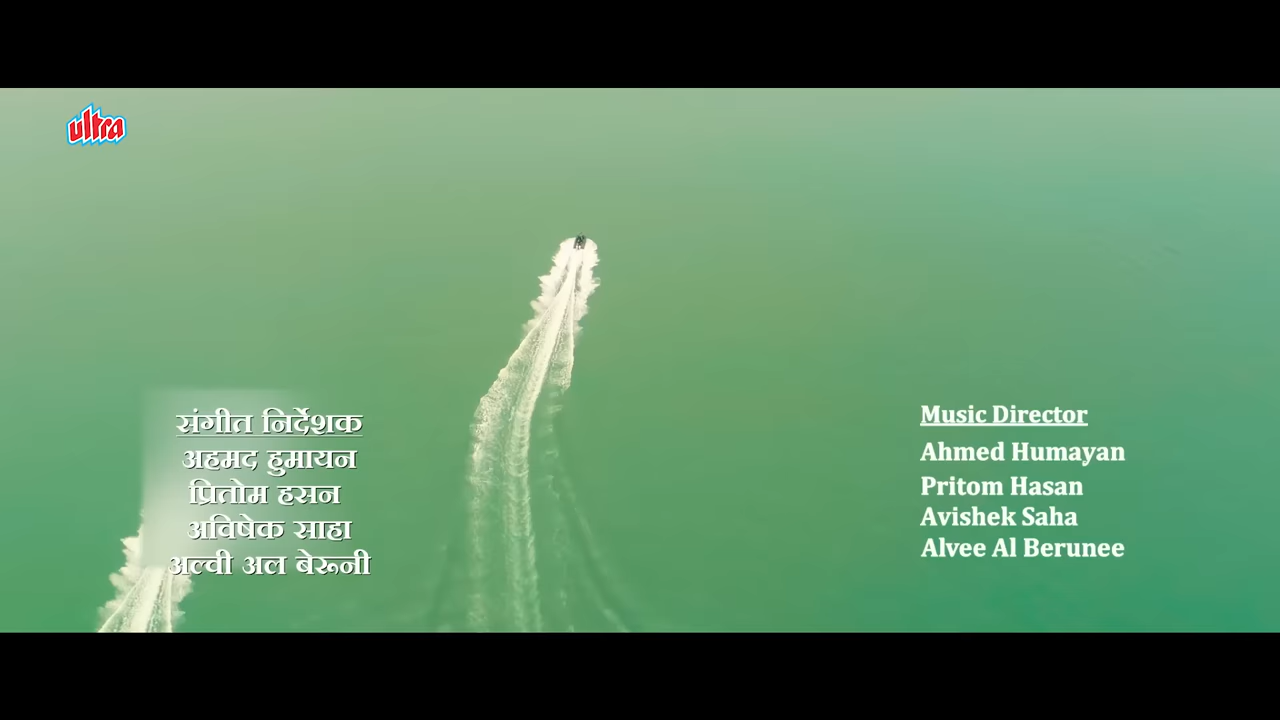 ultra
संगीत निर्देशक
अहमद हुमायन
प्रितोम हसन
अविषेक साहा
अल्वी अल बेरूनी
Music Director
Ahmed Humayan
Pritom Hasan
Avishek Saha
Alvee Al Berunee